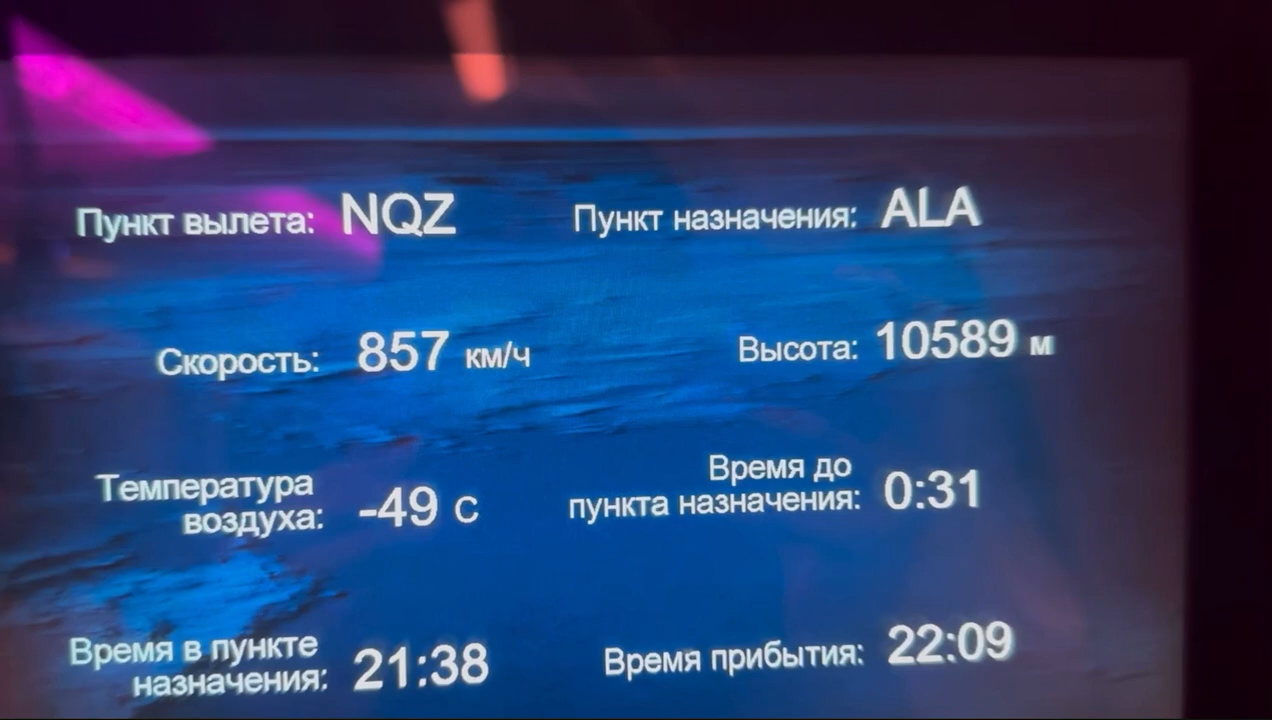 Пункт вылета: NQZ
Пункт назначения: ALA
Скорость: 857 км/ч
Высота: 10589 м
Температура
воздуха: -49 C
Время до
пункта назначения: 0:31
Время в пункте
назначения: 21:38
Время прибытия: 22:09